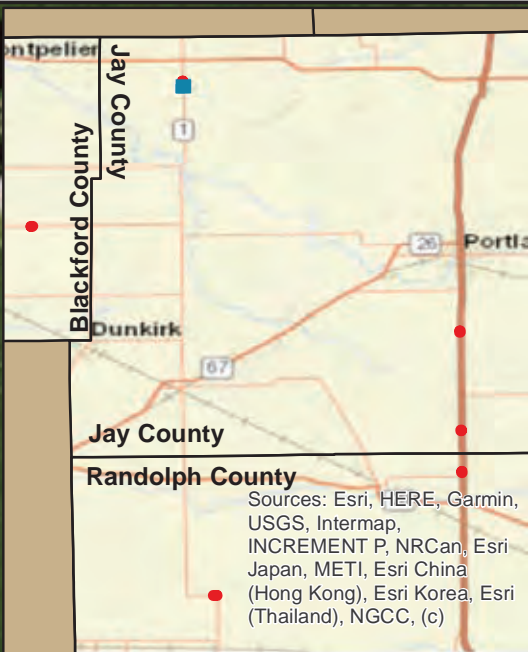 ontpelier
Jay County
1
Blackford County
26
Portla
Dunkirk
67
Jay County
Randolph County
Sources: Esri, HERE, Garmin,
USGS, Intermap,
INCREMENT P, NRCan, Esri
Japan, METI, Esri China
(Hong Kong), Esri Korea, Esri
(Thailand), NGCC, (c)